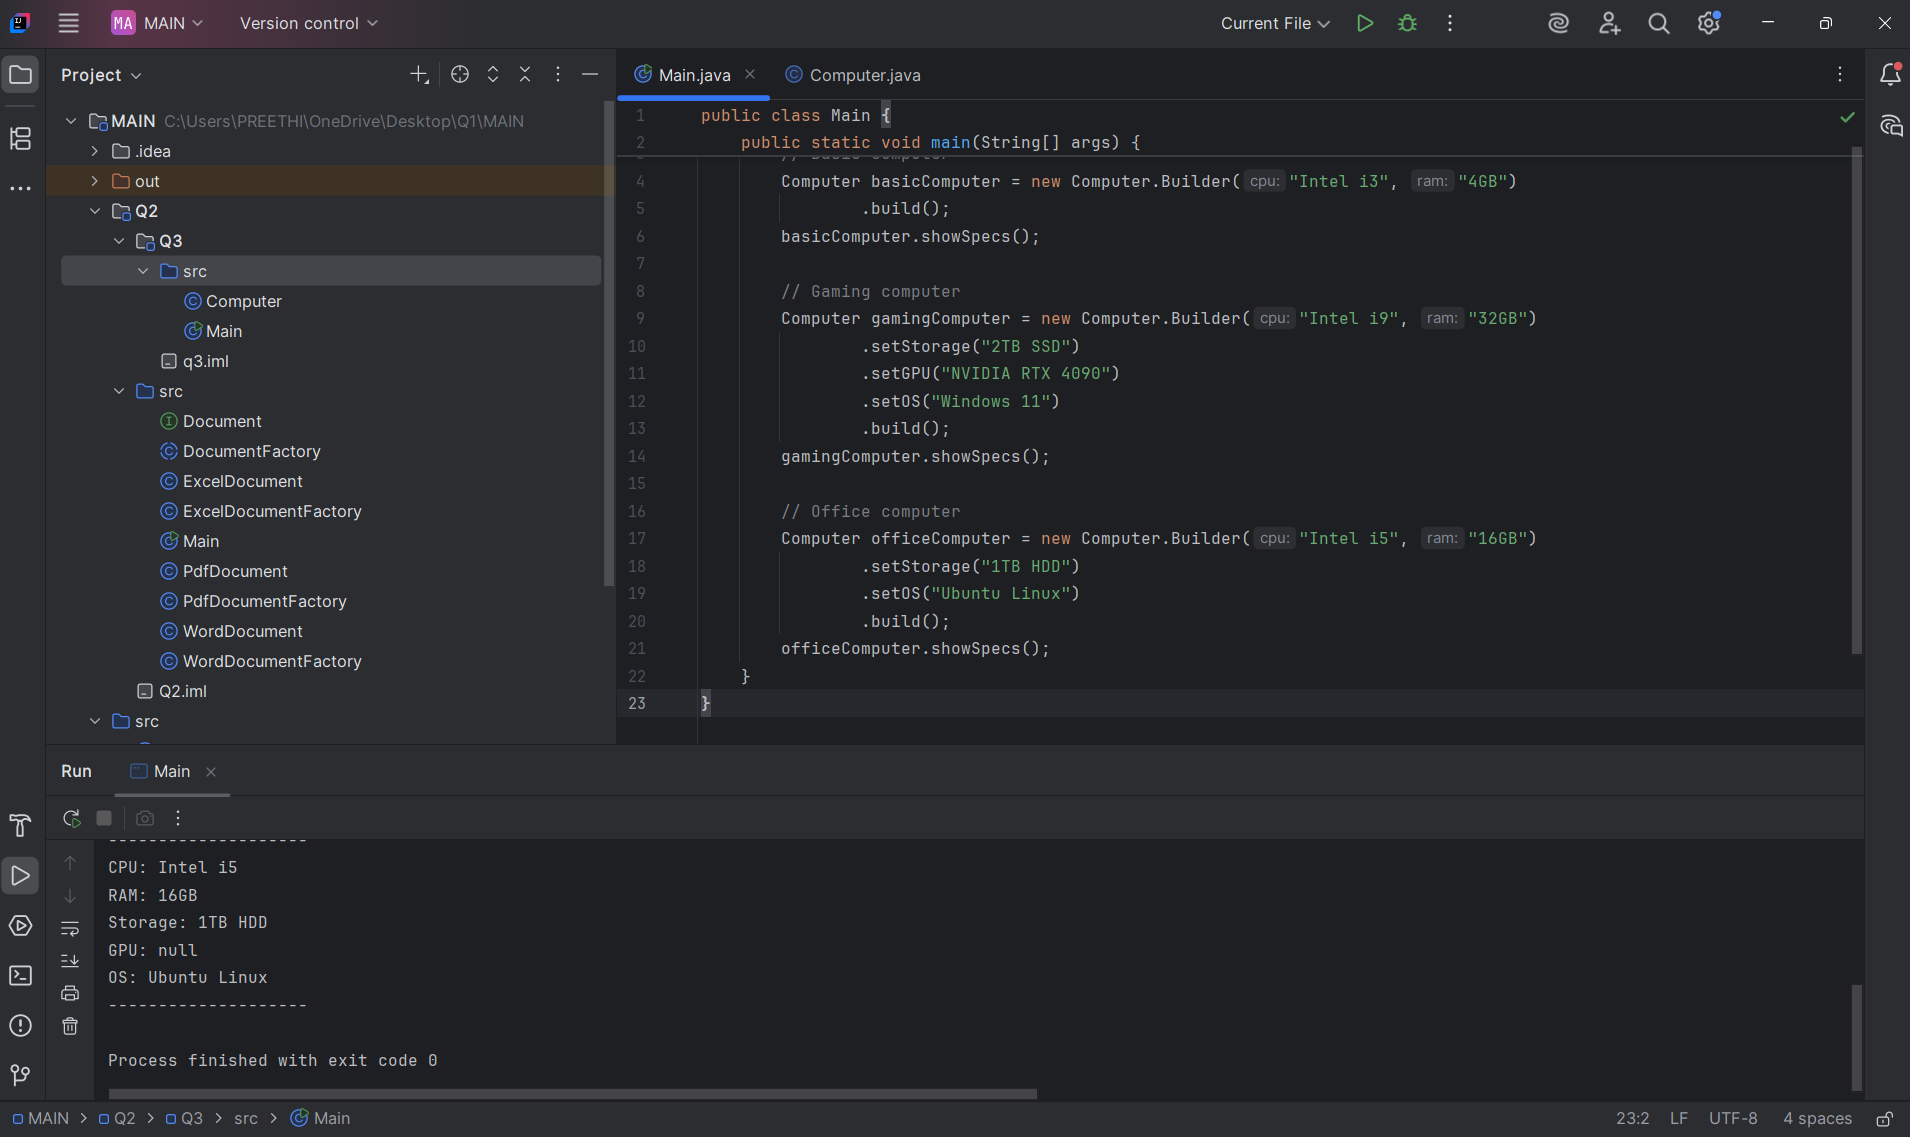 MA MAIN Version control Current File
Project
Main.java Computer.java
MAIN C:\Users\PREETHI\OneDrive\Desktop\Q1\MAIN
.idea
out
Q2
Q3
src
Computer
Main
q3.iml
src
Document
DocumentFactory
ExcelDocument
ExcelDocumentFactory
Main
PdfDocument
PdfDocumentFactory
WordDocument
WordDocumentFactory
Q2.iml
src
1 public class Main {
2 public static void main(String[] args) {
4 Computer basicComputer = new Computer.Builder( cpu: "Intel i3", ram: "4GB")
5 .build();
6 basicComputer.showSpecs();
7
8 // Gaming computer
9 Computer gamingComputer = new Computer.Builder( cpu: "Intel i9", ram: "32GB")
10 .setStorage("2TB SSD")
11 .setGPU("NVIDIA RTX 4090")
12 .setOS("Windows 11")
13 .build();
14 gamingComputer.showSpecs();
15
16 // Office computer
17 Computer officeComputer = new Computer.Builder( cpu: "Intel i5", ram: "16GB")
18 .setStorage("1TB HDD")
19 .setOS("Ubuntu Linux")
20 .build();
21 officeComputer.showSpecs();
22 }
23 }
Run Main
--------------------
CPU: Intel i5
RAM: 16GB
Storage: 1TB HDD
GPU: null
OS: Ubuntu Linux
--------------------
Process finished with exit code 0
MAIN > Q2 > Q3 > src > Main 23:2 LF UTF-8 4 spaces